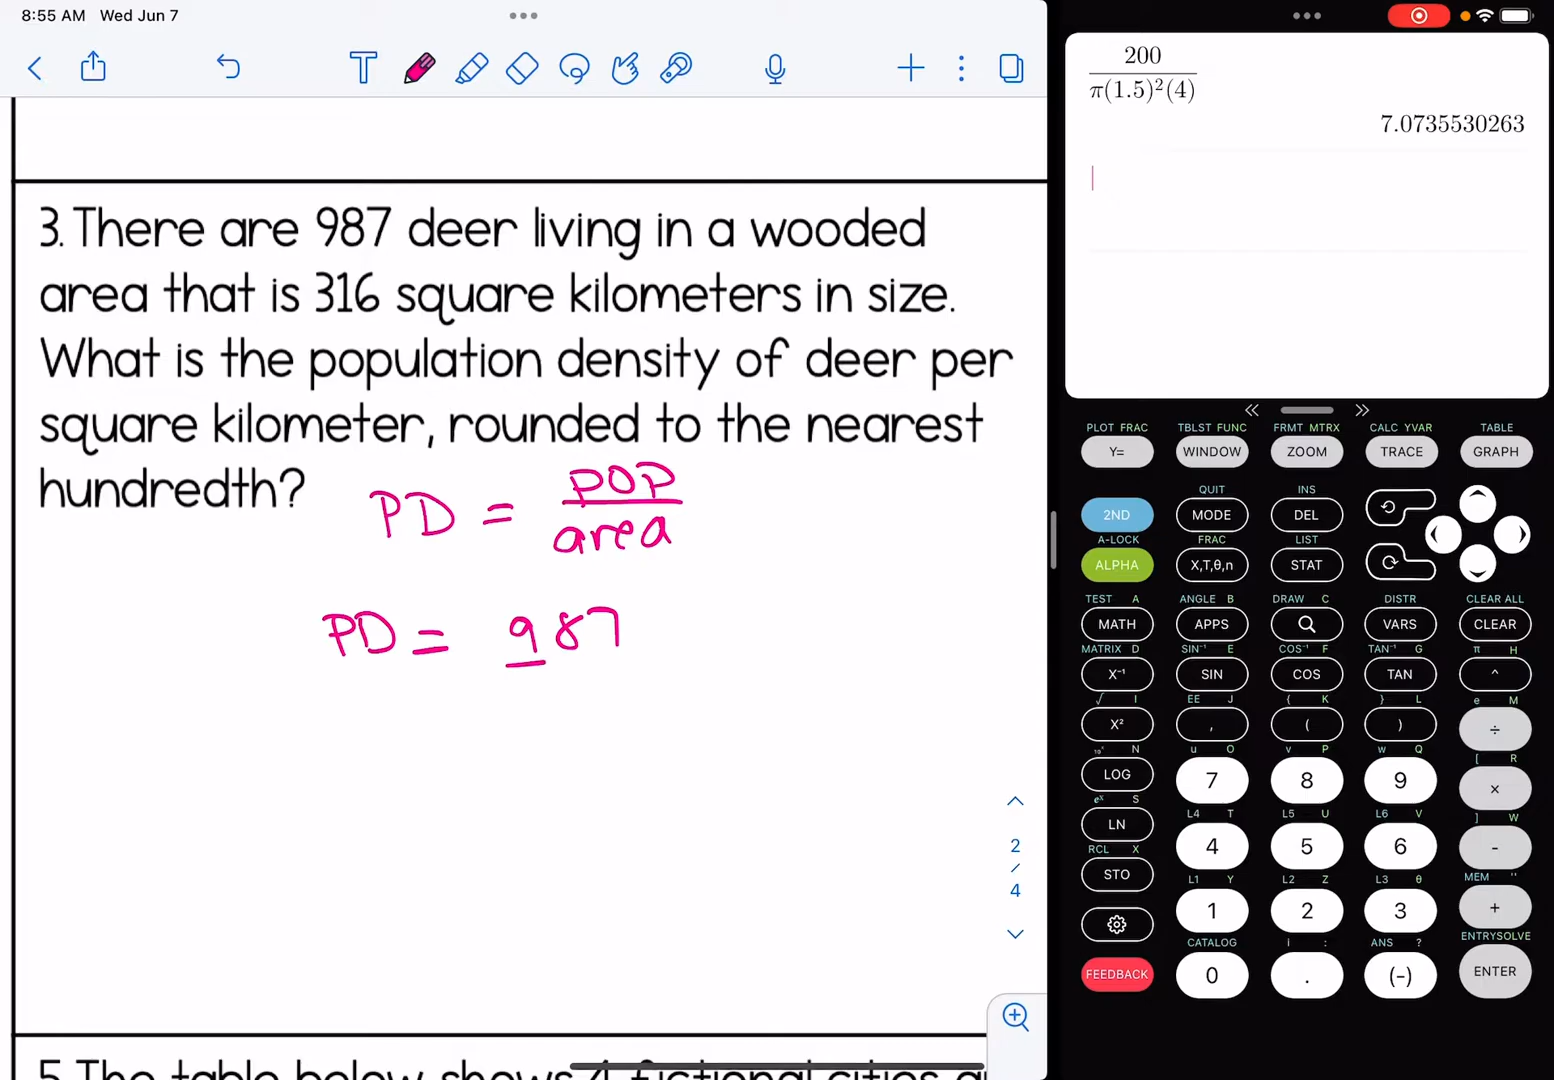 8:55 AM Wed Jun 7
T
3. There are 987 deer living in a wooded
area that is 316 square kilometers in size.
What is the population density of deer per
square kilometer, rounded to the nearest
hundredth?
PD = pop/area
PD = 987
2
/
4
200
π(1.5)²(4)
7.0735530263
PLOT FRAC TBLST FUNC FRMT MTRX CALC YVAR TABLE
Y= WINDOW ZOOM TRACE GRAPH
QUIT INS
2ND MODE DEL
A-LOCK FRAC LIST
ALPHA X,T,θ,n STAT
TEST A ANGLE B DRAW C DISTR CLEAR ALL
MATH APPS VARS CLEAR
MATRIX D SIN⁻¹ E COS⁻¹ F TAN⁻¹ G π H
X⁻¹ SIN COS TAN ^
√ I EE J { K } L e M
X² , ( ) ÷
10ˣ N u O v P w Q [ R
LOG 7 8 9 ×
eˣ S L4 T L5 U L6 V ] W
LN 4 5 6 -
RCL X L1 Y L2 Z L3 θ MEM "
STO 1 2 3 +
CATALOG i : ANS ? ENTRYSOLVE
FEEDBACK 0 . (-) ENTER